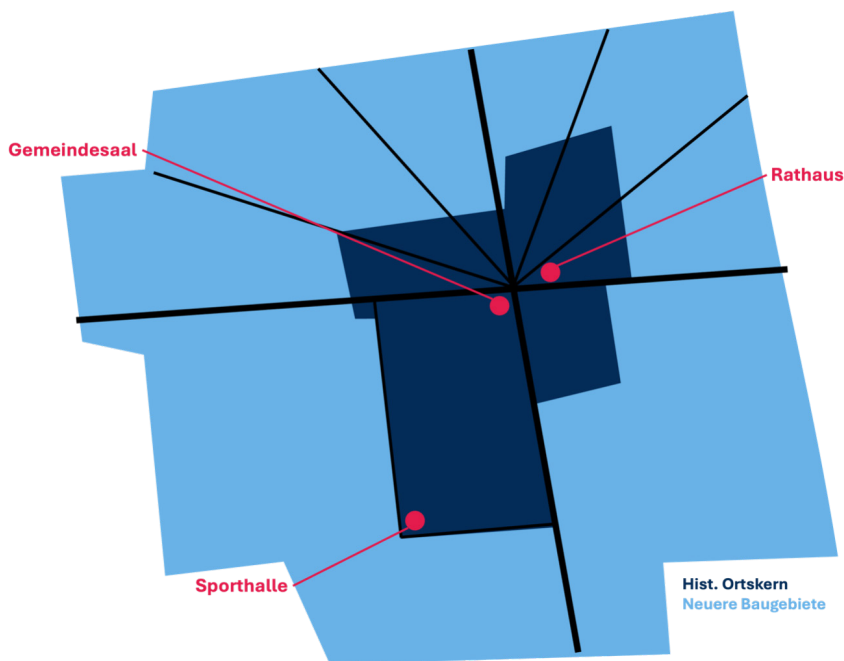 Gemeindesaal
Rathaus
Sporthalle
Hist. Ortskern
Neuere Baugebiete